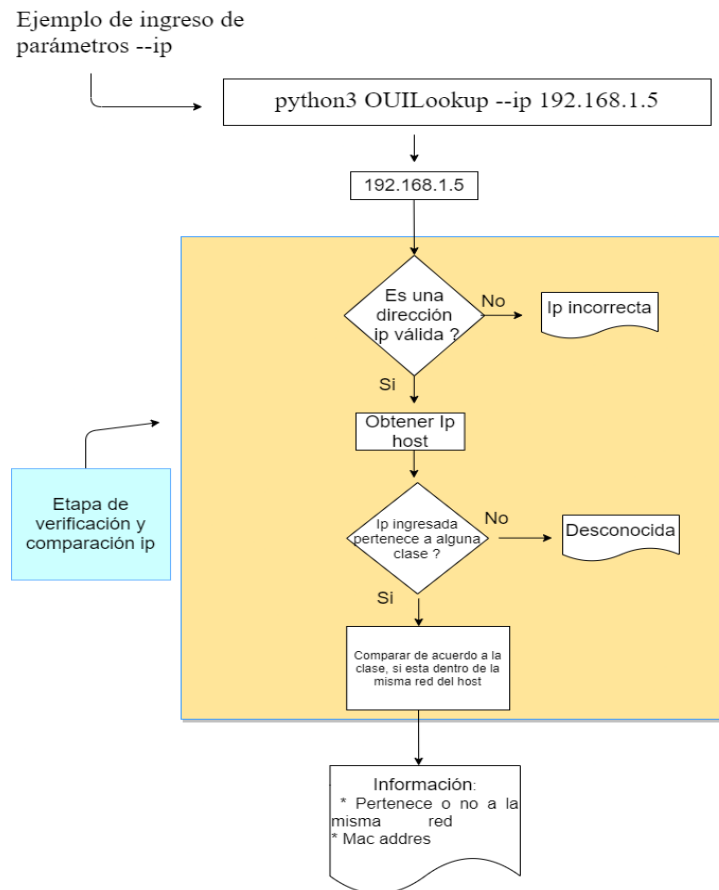 Ejemplo de ingreso de
parámetros --ip
python3 OUILookup --ip 192.168.1.5
192.168.1.5
Es una
dirección
ip válida ?
No
Ip incorrecta
Si
Obtener Ip
host
Etapa de
verificación y
comparación ip
Ip ingresada
pertenece a alguna
clase ?
No
Desconocida
Si
Comparar de acuerdo a la
clase, si esta dentro de la
misma red del host
Información:
* Pertenece o no a la
misma red
* Mac addres